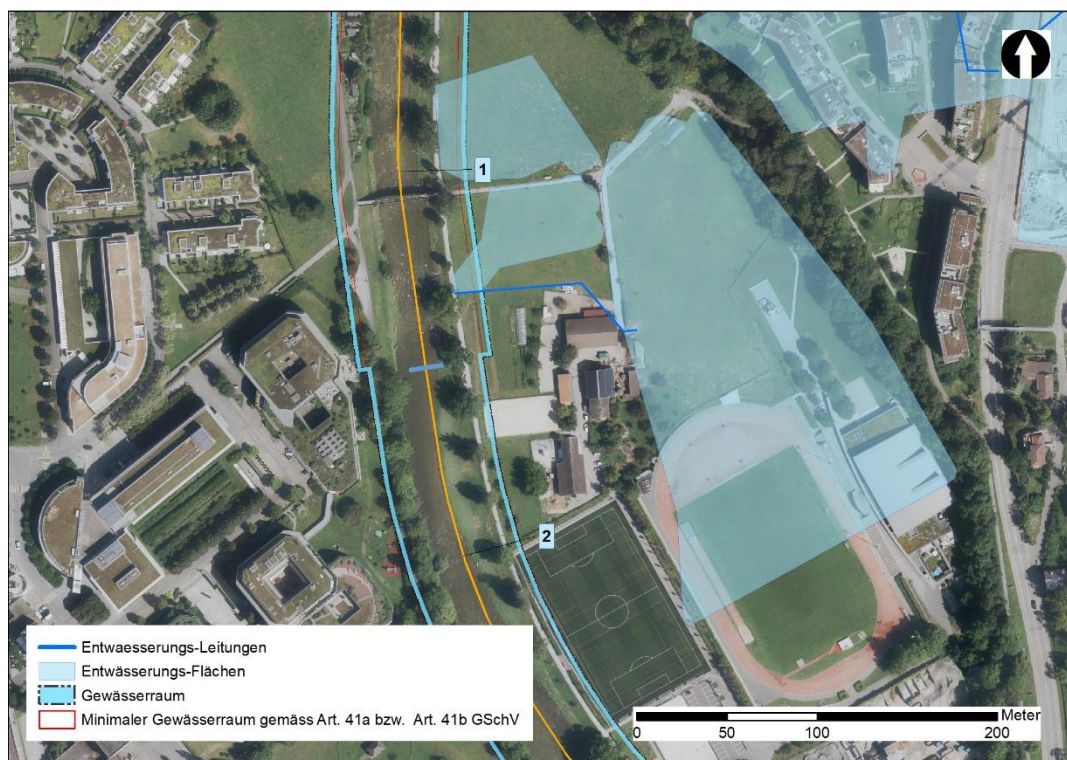 1
2
Entwaesserungs-Leitungen
Entwässerungs-Flächen
Gewässerraum
Minimaler Gewässerraum gemäss Art. 41a bzw. Art. 41b GSchV
Meter
0 50 100 200